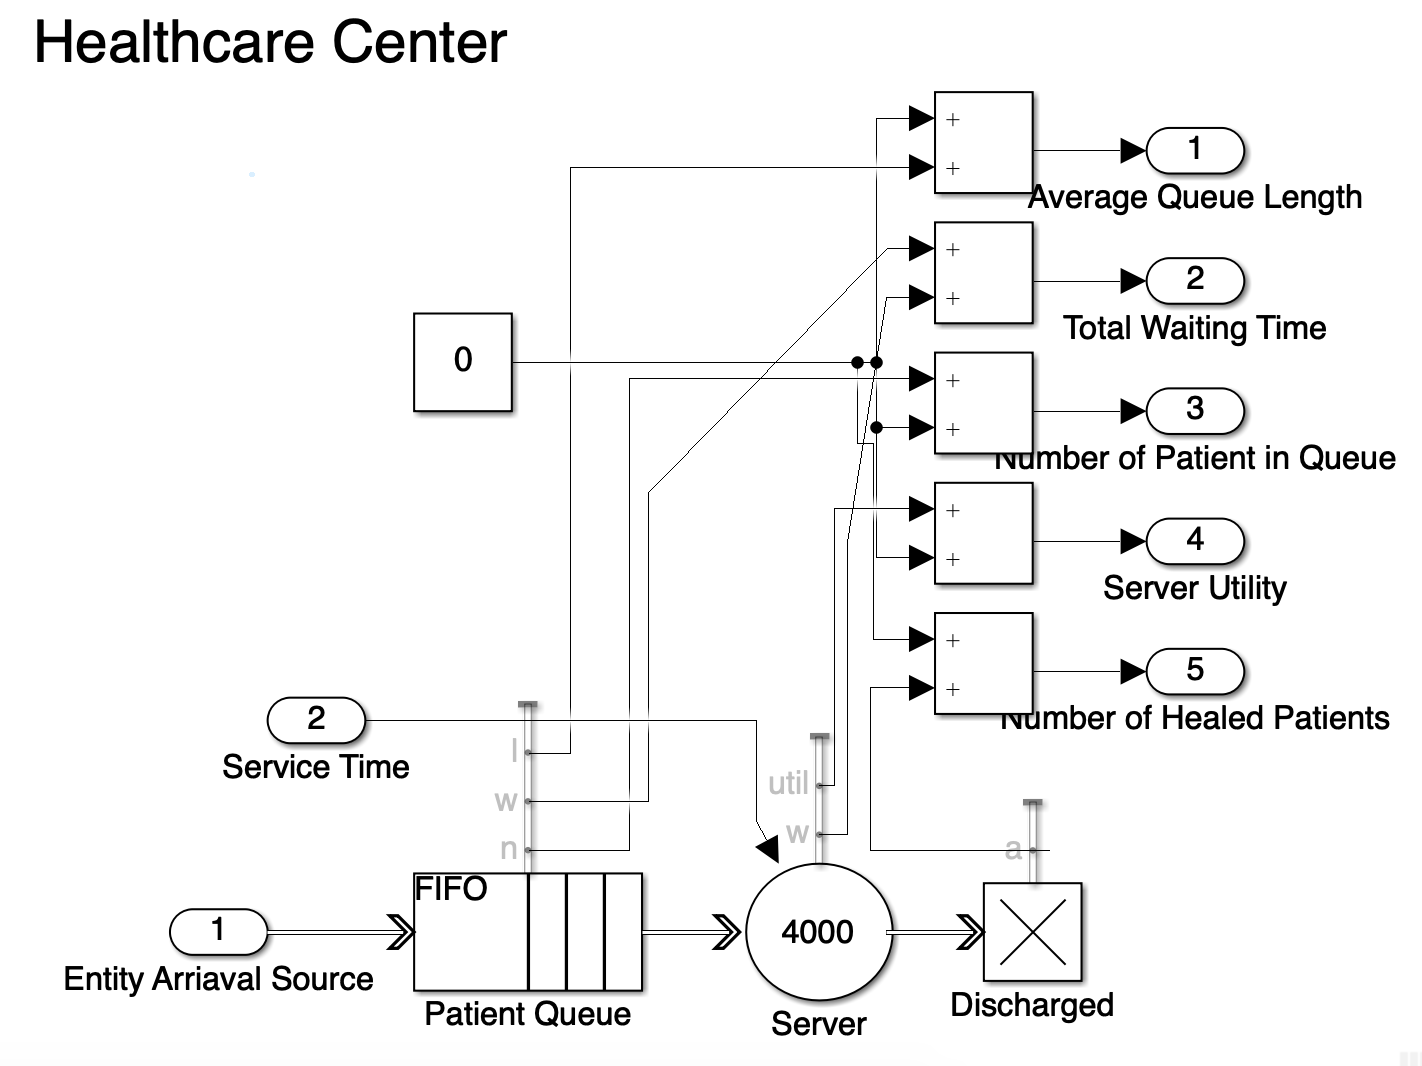 Healthcare Center
+
+
1
Average Queue Length
+
+
2
Total Waiting Time
0
+
+
3
Number of Patient in Queue
+
+
4
Server Utility
+
+
5
Number of Healed Patients
2
Service Time
l
w
n
util
w
a
FIFO
1
Entity Arriaval Source
Patient Queue
4000
Server
Discharged